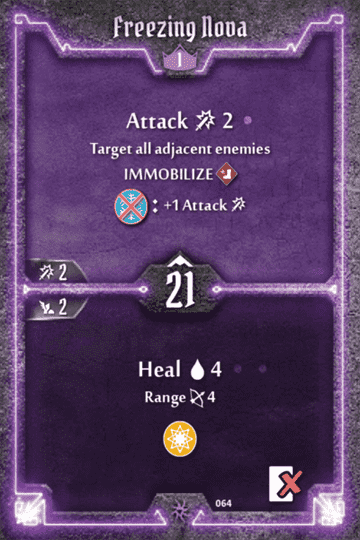 Freezing Nova
1
Attack 2
Target all adjacent enemies
IMMOBILIZE
: +1 Attack
2
21
2
Heal 4
Range 4
064